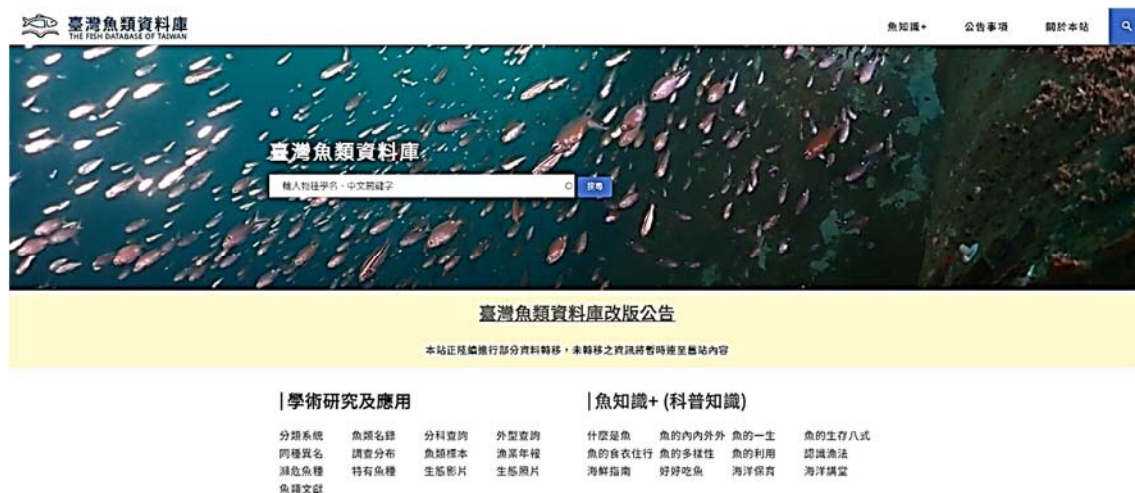 臺灣魚類資料庫
THE FISH DATABASE OF TAIWAN
魚知識+ 公告事項 關於本站
臺灣魚類資料庫
輸入物種學名、中文關鍵字 搜尋
臺灣魚類資料庫改版公告
本站正陸續進行部分資料轉移，未轉移之資訊將暫時連至舊站內容
學術研究及應用
分類系統 魚類名錄 分科查詢 外型查詢
同種異名 調查分布 魚類標本 漁業年報
瀕危魚種 特有魚種 生態影片 生態照片
魚類文獻
魚知識+ (科普知識)
什麼是魚 魚的內內外外 魚的一生 魚的生存八式
魚的食衣住行 魚的多樣性 魚的利用 認識漁法
海鮮指南 好好吃魚 海洋保育 海洋講堂